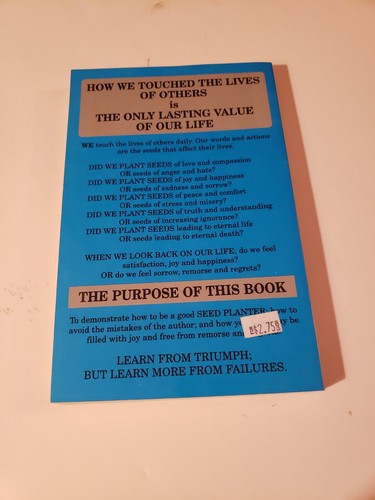 HOW WE TOUCHED THE LIVES
OF OTHERS
is
THE ONLY LASTING VALUE
OF OUR LIFE
WE touch the lives of others daily. Our words and actions
are the seeds that affect their lives.
DID WE PLANT SEEDS of love and compassion
OR seeds of anger and hate?
DID WE PLANT SEEDS of joy and happiness
OR seeds of sadness and sorrow?
DID WE PLANT SEEDS of peace and comfort
OR seeds of stress and misery?
DID WE PLANT SEEDS of truth and understanding
OR seeds of increasing ignorance?
DID WE PLANT SEEDS leading to eternal life
OR seeds leading to eternal death?
WHEN WE LOOK BACK ON OUR LIFE, do we feel
satisfaction, joy and happiness?
OR do we feel sorrow, remorse and regrets?
THE PURPOSE OF THIS BOOK
To demonstrate how to be a good SEED PLANTER; how to
avoid the mistakes of the author; and how be
filled with joy and free from remorse
$2.75
LEARN FROM TRIUMPH;
BUT LEARN MORE FROM FAILURES.